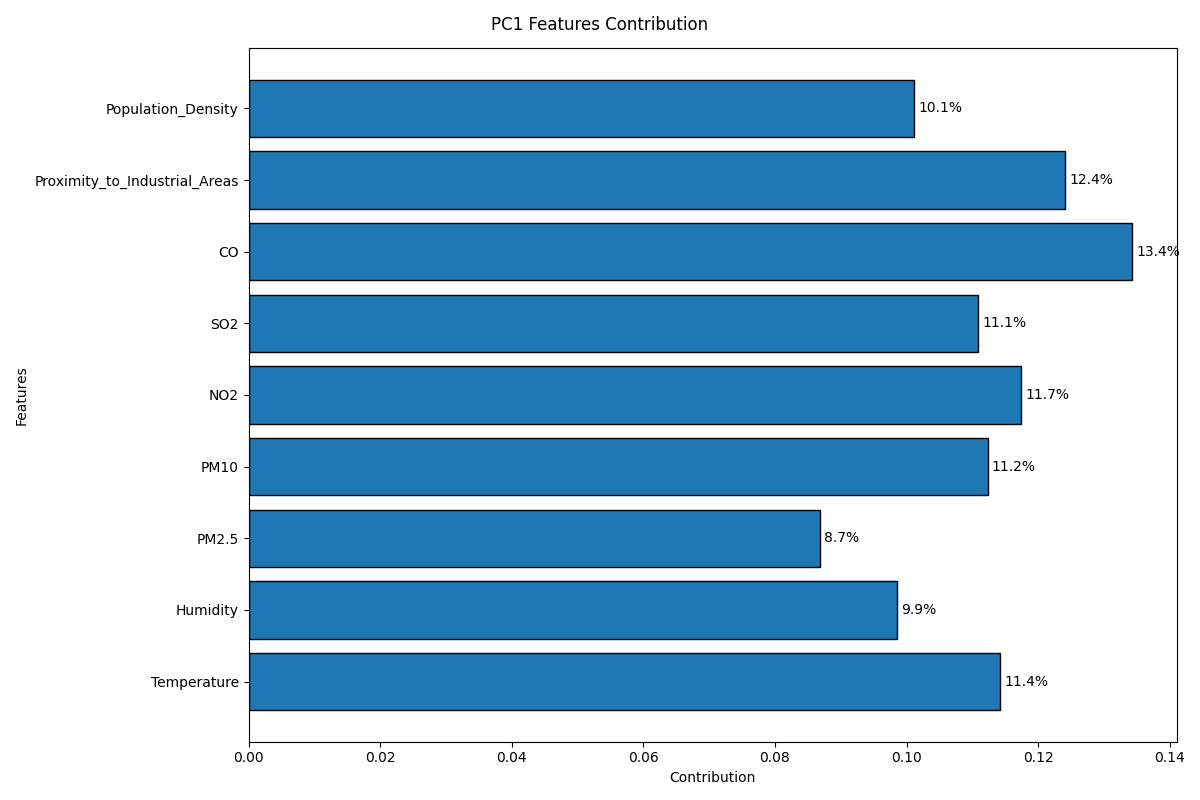 PC1 Features Contribution
Population_Density
10.1%
Proximity_to_Industrial_Areas
12.4%
CO
13.4%
SO2
11.1%
NO2
11.7%
PM10
11.2%
PM2.5
8.7%
Humidity
9.9%
Temperature
11.4%
Features
0.00 0.02 0.04 0.06 0.08 0.10 0.12 0.14
Contribution